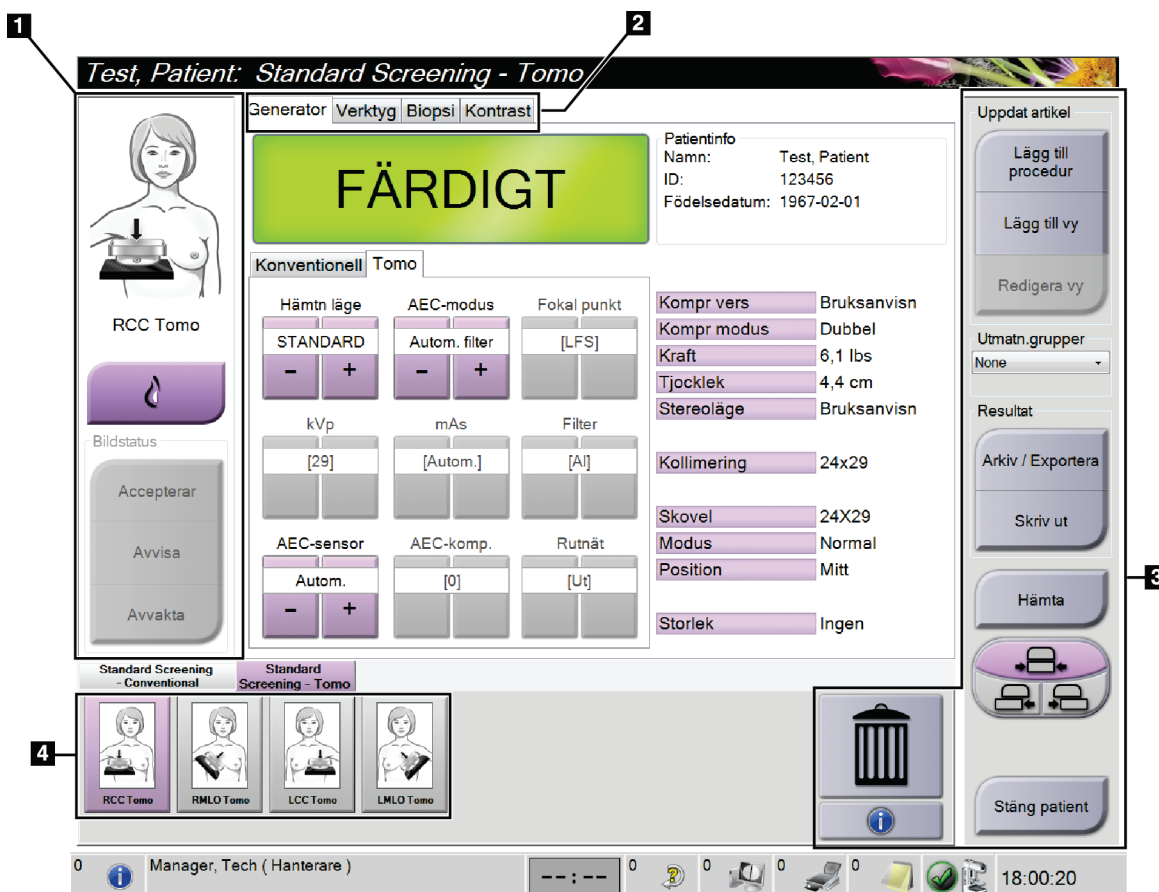 1
2
Test, Patient: Standard Screening - Tomo
RCC Tomo
Bildstatus
Accepterar
Avvisa
Avvakta
Generator Verktyg Biopsi Kontrast
FÄRDIGT
Patientinfo
Namn: Test, Patient
ID: 123456
Födelsedatum: 1967-02-01
Konventionell Tomo
Hämtn läge AEC-modus Fokal punkt
STANDARD Autom. filter [LFS]
- + - +
kVp mAs Filter
[29] [Autom.] [Al]
AEC-sensor AEC-komp. Rutnät
Autom. [0] [Ut]
- +
Kompr vers Bruksanvisn
Kompr modus Dubbel
Kraft 6,1 lbs
Tjocklek 4,4 cm
Stereoläge Bruksanvisn
Kollimering 24x29
Skovel 24X29
Modus Normal
Position Mitt
Storlek Ingen
Uppdat artikel
Lägg till
procedur
Lägg till vy
Redigera vy
Utmatn.grupper
None
Resultat
Arkiv / Exportera
Skriv ut
Hämta
Stäng patient
3
Standard Screening
- Conventional
Standard
Screening - Tomo
4
RCC Tomo RMLO Tomo LCC Tomo LMLO Tomo
0 Manager, Tech ( Hanterare ) --:-- 0 0 0 0 18:00:20